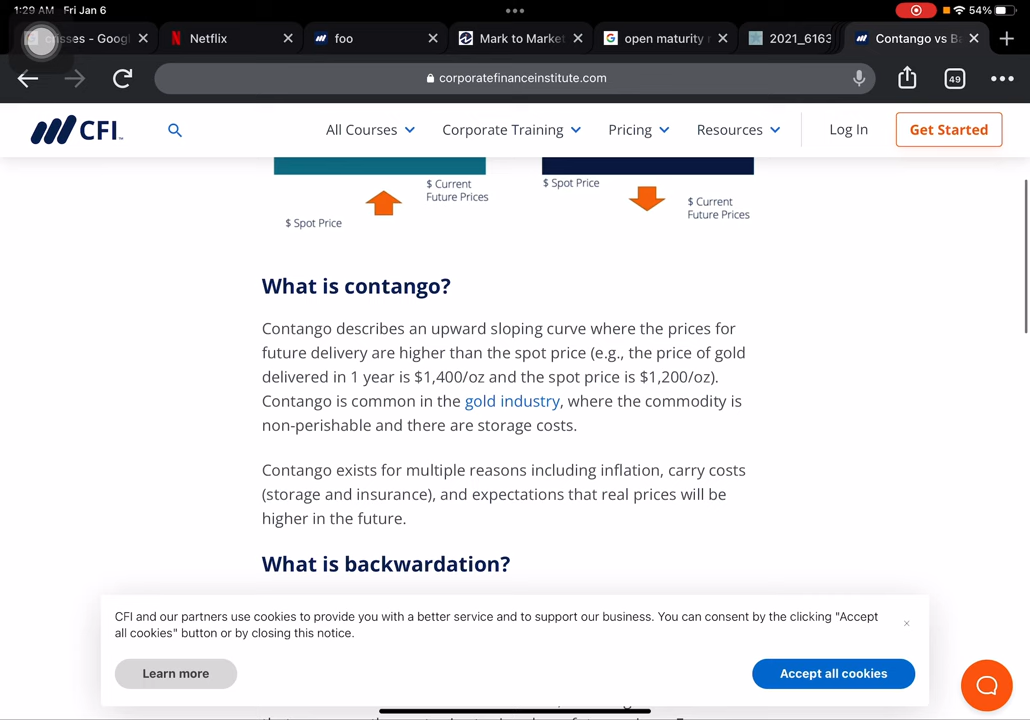 1:29 AM Fri Jan 6
54%
sses - Googl
Netflix
foo
Mark to Market
open maturity
2021_6163
Contango vs Ba
corporatefinanceinstitute.com
49
CFI
All Courses
Corporate Training
Pricing
Resources
Log In
Get Started
$ Current
Future Prices
$ Spot Price
$ Spot Price
$ Current
Future Prices
What is contango?
Contango describes an upward sloping curve where the prices for
future delivery are higher than the spot price (e.g., the price of gold
delivered in 1 year is $1,400/oz and the spot price is $1,200/oz).
Contango is common in the gold industry, where the commodity is
non-perishable and there are storage costs.
Contango exists for multiple reasons including inflation, carry costs
(storage and insurance), and expectations that real prices will be
higher in the future.
What is backwardation?
CFI and our partners use cookies to provide you with a better service and to support our business. You can consent by the clicking "Accept
all cookies" button or by closing this notice.
Learn more
Accept all cookies